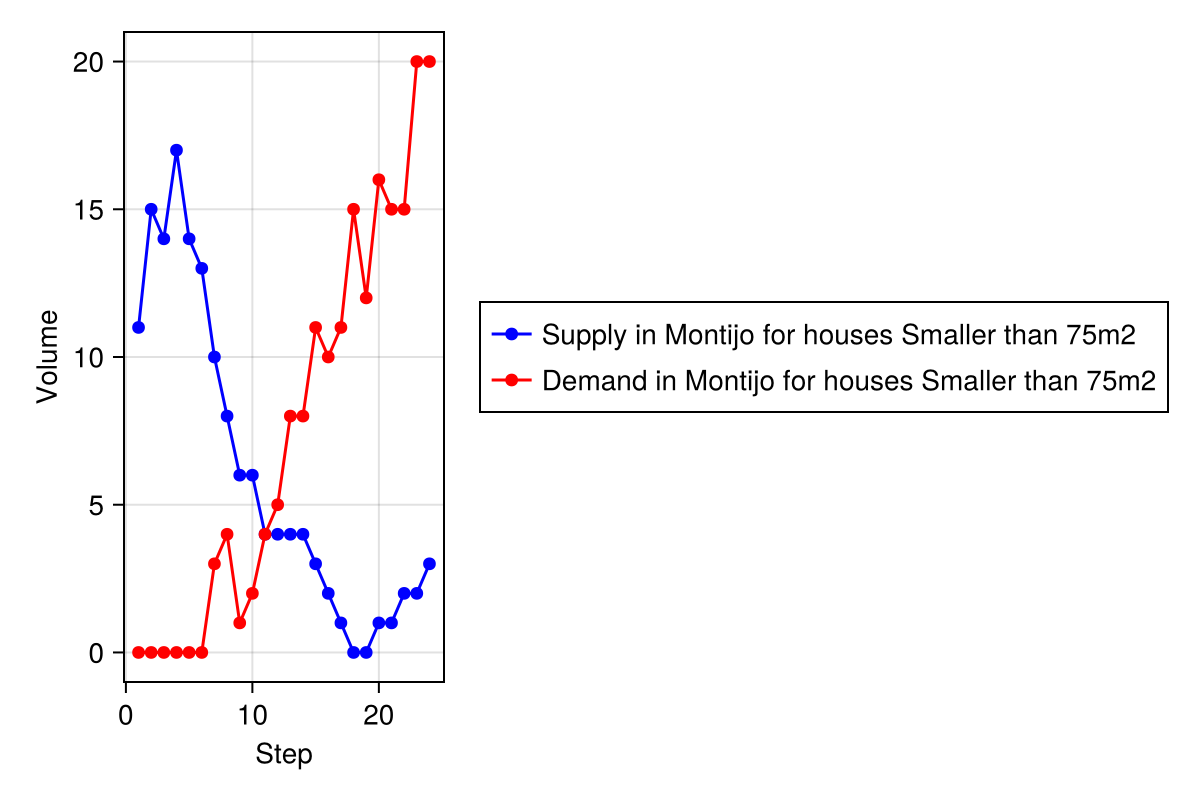 20
15
10
5
0
Volume
0 10 20
Step
Supply in Montijo for houses Smaller than 75m2
Demand in Montijo for houses Smaller than 75m2